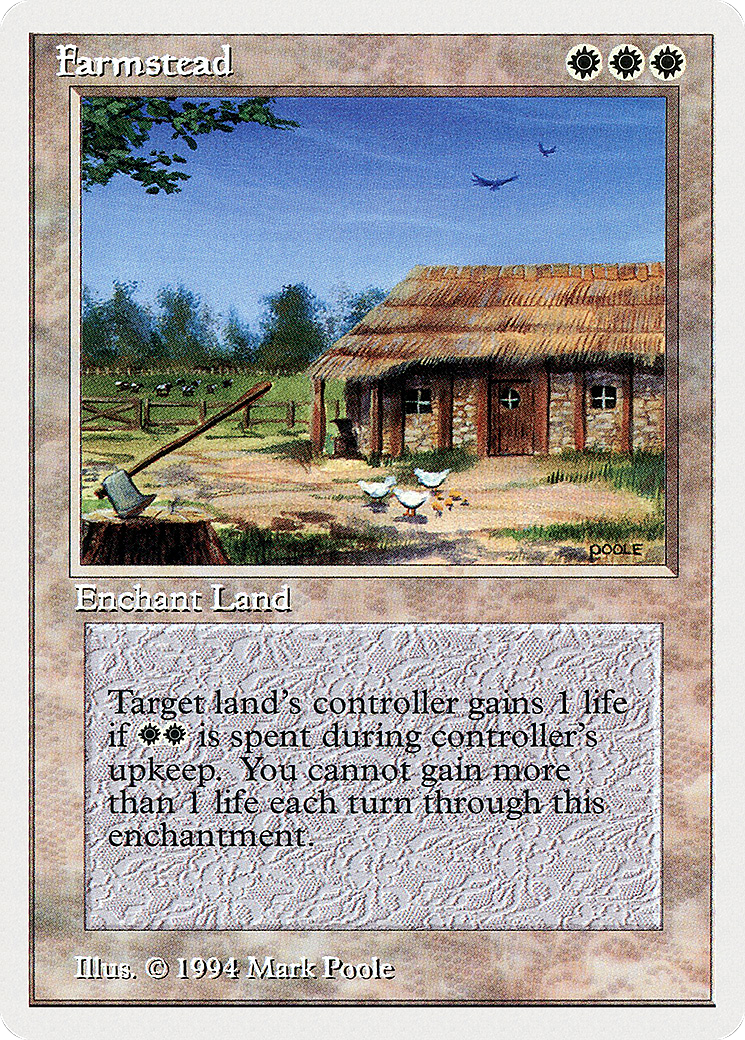 Farmstead
POOLE
Enchant Land
Target land's controller gains 1 life
if is spent during controller's
upkeep. You cannot gain more
than 1 life each turn through this
enchantment.
Illus. © 1994 Mark Poole